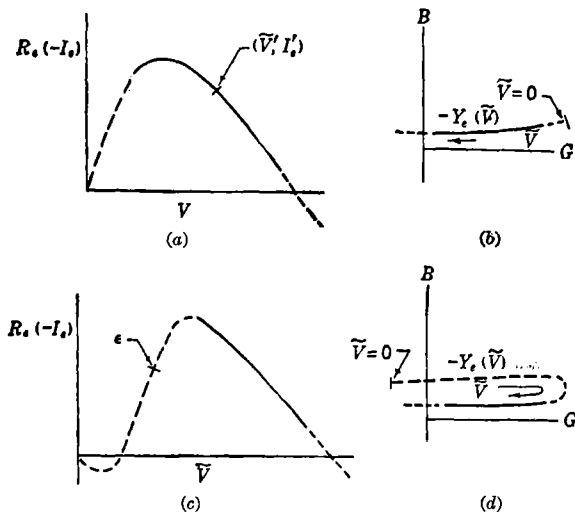 R_e(-I_e)
(Ṽ', I_e')
V
(a)
B
Ṽ=0
-Y_e(Ṽ)
Ṽ
G
(b)
R_e(-I_e)
ϵ
Ṽ
(c)
B
Ṽ=0
-Y_e(Ṽ)
Ṽ
G
(d)